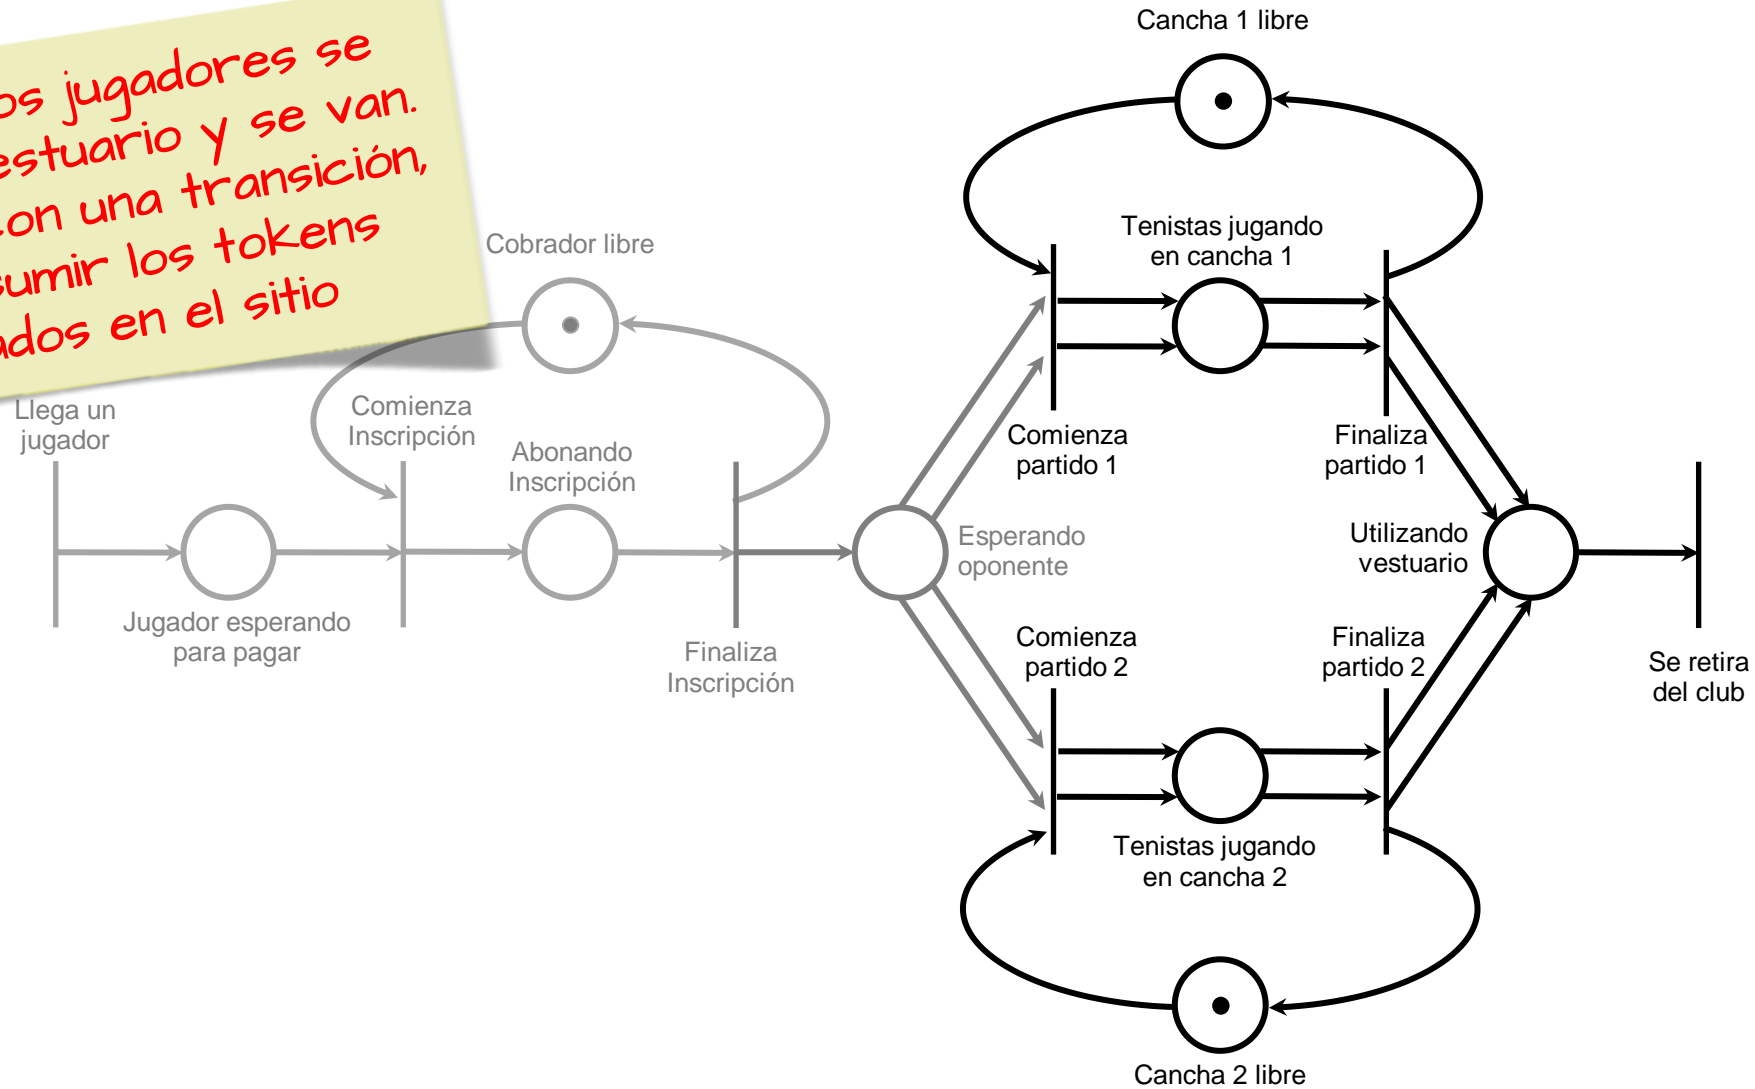 os jugadores se
estuario y se van.
con una transición,
sumir los tokens
ados en el sitio
Cancha 1 libre
Tenistas jugando
en cancha 1
Cobrador libre
Llega un
jugador
Comienza
Inscripción
Abonando
Inscripción
Comienza
partido 1
Finaliza
partido 1
Esperando
oponente
Utilizando
vestuario
Jugador esperando
para pagar
Finaliza
Inscripción
Comienza
partido 2
Finaliza
partido 2
Se retira
del club
Tenistas jugando
en cancha 2
Cancha 2 libre